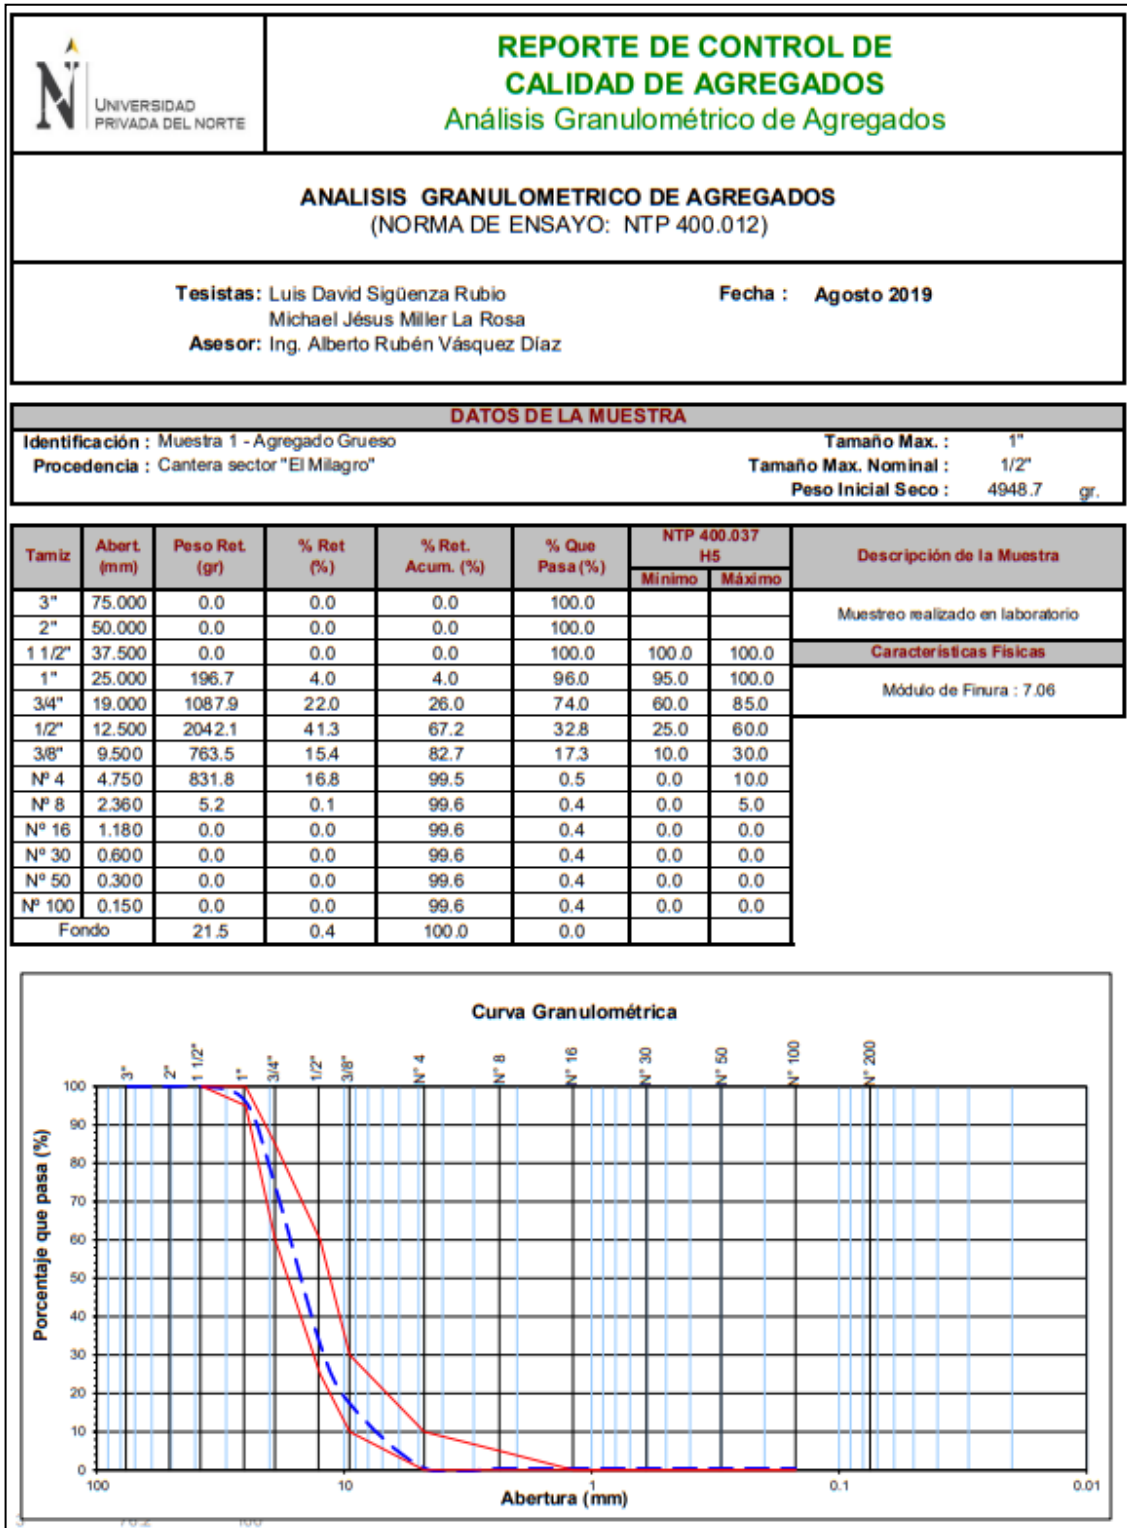 UNIVERSIDAD
PRIVADA DEL NORTE
REPORTE DE CONTROL DE
CALIDAD DE AGREGADOS
Análisis Granulométrico de Agregados
ANALISIS GRANULOMETRICO DE AGREGADOS
(NORMA DE ENSAYO: NTP 400.012)
Tesistas: Luis David Sigüenza Rubio Fecha : Agosto 2019
Michael Jésus Miller La Rosa
Asesor: Ing. Alberto Rubén Vásquez Díaz
DATOS DE LA MUESTRA
Identificación : Muestra 1 - Agregado Grueso Tamaño Max. : 1"
Procedencia : Cantera sector "El Milagro" Tamaño Max. Nominal : 1/2"
Peso Inicial Seco : 4948.7 gr.
Tamiz Abert. (mm) Peso Ret. (gr) % Ret (%) % Ret. Acum. (%) % Que Pasa (%) NTP 400.037 H5 Mínimo Máximo Descripción de la Muestra
3" 75.000 0.0 0.0 0.0 100.0
Muestreo realizado en laboratorio
2" 50.000 0.0 0.0 0.0 100.0
1 1/2" 37.500 0.0 0.0 0.0 100.0 100.0 100.0 Características Físicas
1" 25.000 196.7 4.0 4.0 96.0 95.0 100.0
Módulo de Finura : 7.06
3/4" 19.000 1087.9 22.0 26.0 74.0 60.0 85.0
1/2" 12.500 2042.1 41.3 67.2 32.8 25.0 60.0
3/8" 9.500 763.5 15.4 82.7 17.3 10.0 30.0
Nº 4 4.750 831.8 16.8 99.5 0.5 0.0 10.0
Nº 8 2.360 5.2 0.1 99.6 0.4 0.0 5.0
Nº 16 1.180 0.0 0.0 99.6 0.4 0.0 0.0
Nº 30 0.600 0.0 0.0 99.6 0.4 0.0 0.0
Nº 50 0.300 0.0 0.0 99.6 0.4 0.0 0.0
Nº 100 0.150 0.0 0.0 99.6 0.4 0.0 0.0
Fondo 21.5 0.4 100.0 0.0
Curva Granulométrica
3" 2" 1 1/2" 1" 3/4" 1/2" 3/8" N° 4 N° 8 N° 16 N° 30 N° 50 N° 100 N° 200
Porcentaje que pasa (%)
100
90
80
70
60
50
40
30
20
10
0
100 10 1 0.1 0.01
Abertura (mm)